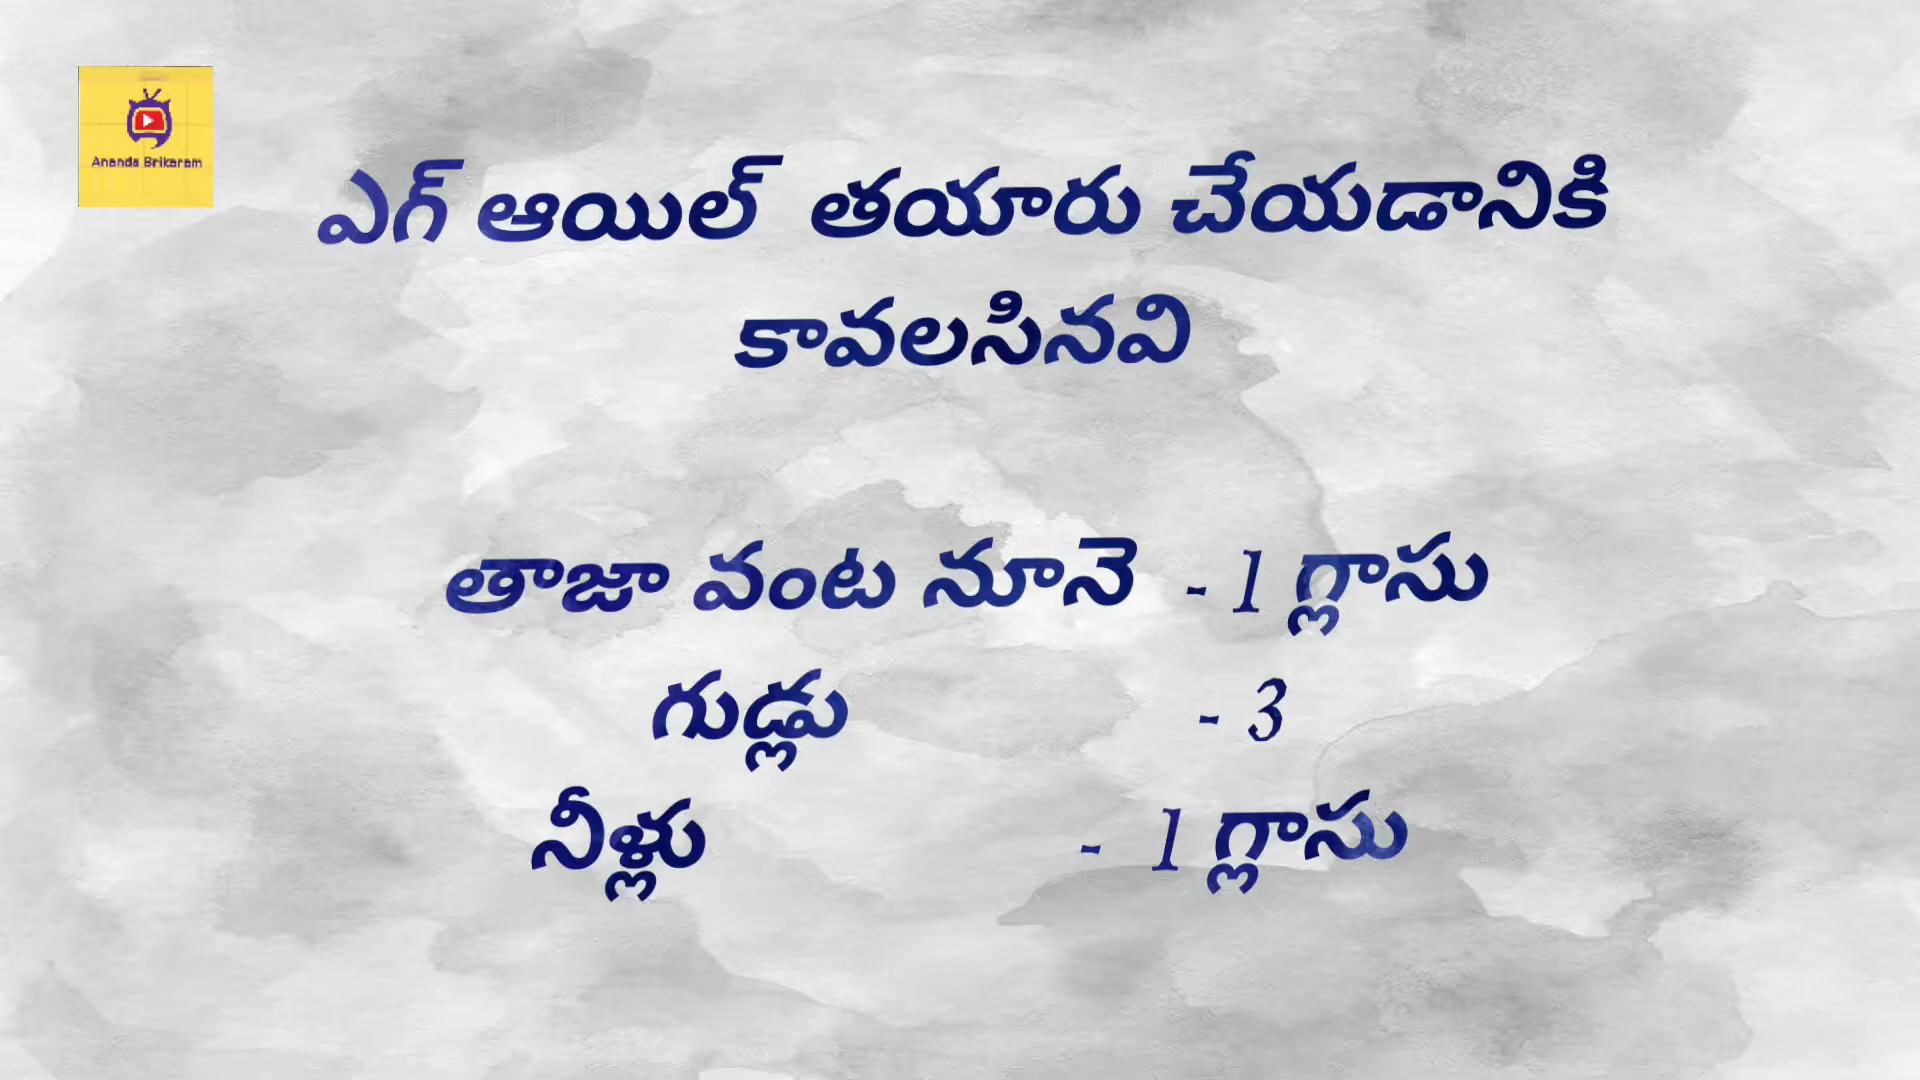 Ananda Brikaram
ఎగ్ ఆయిల్ తయారు చేయడానికి
కావలసినవి
తాజా వంట నూనె - 1 గ్లాసు
గుడ్లు - 3
నీళ్లు - 1 గ్లాసు